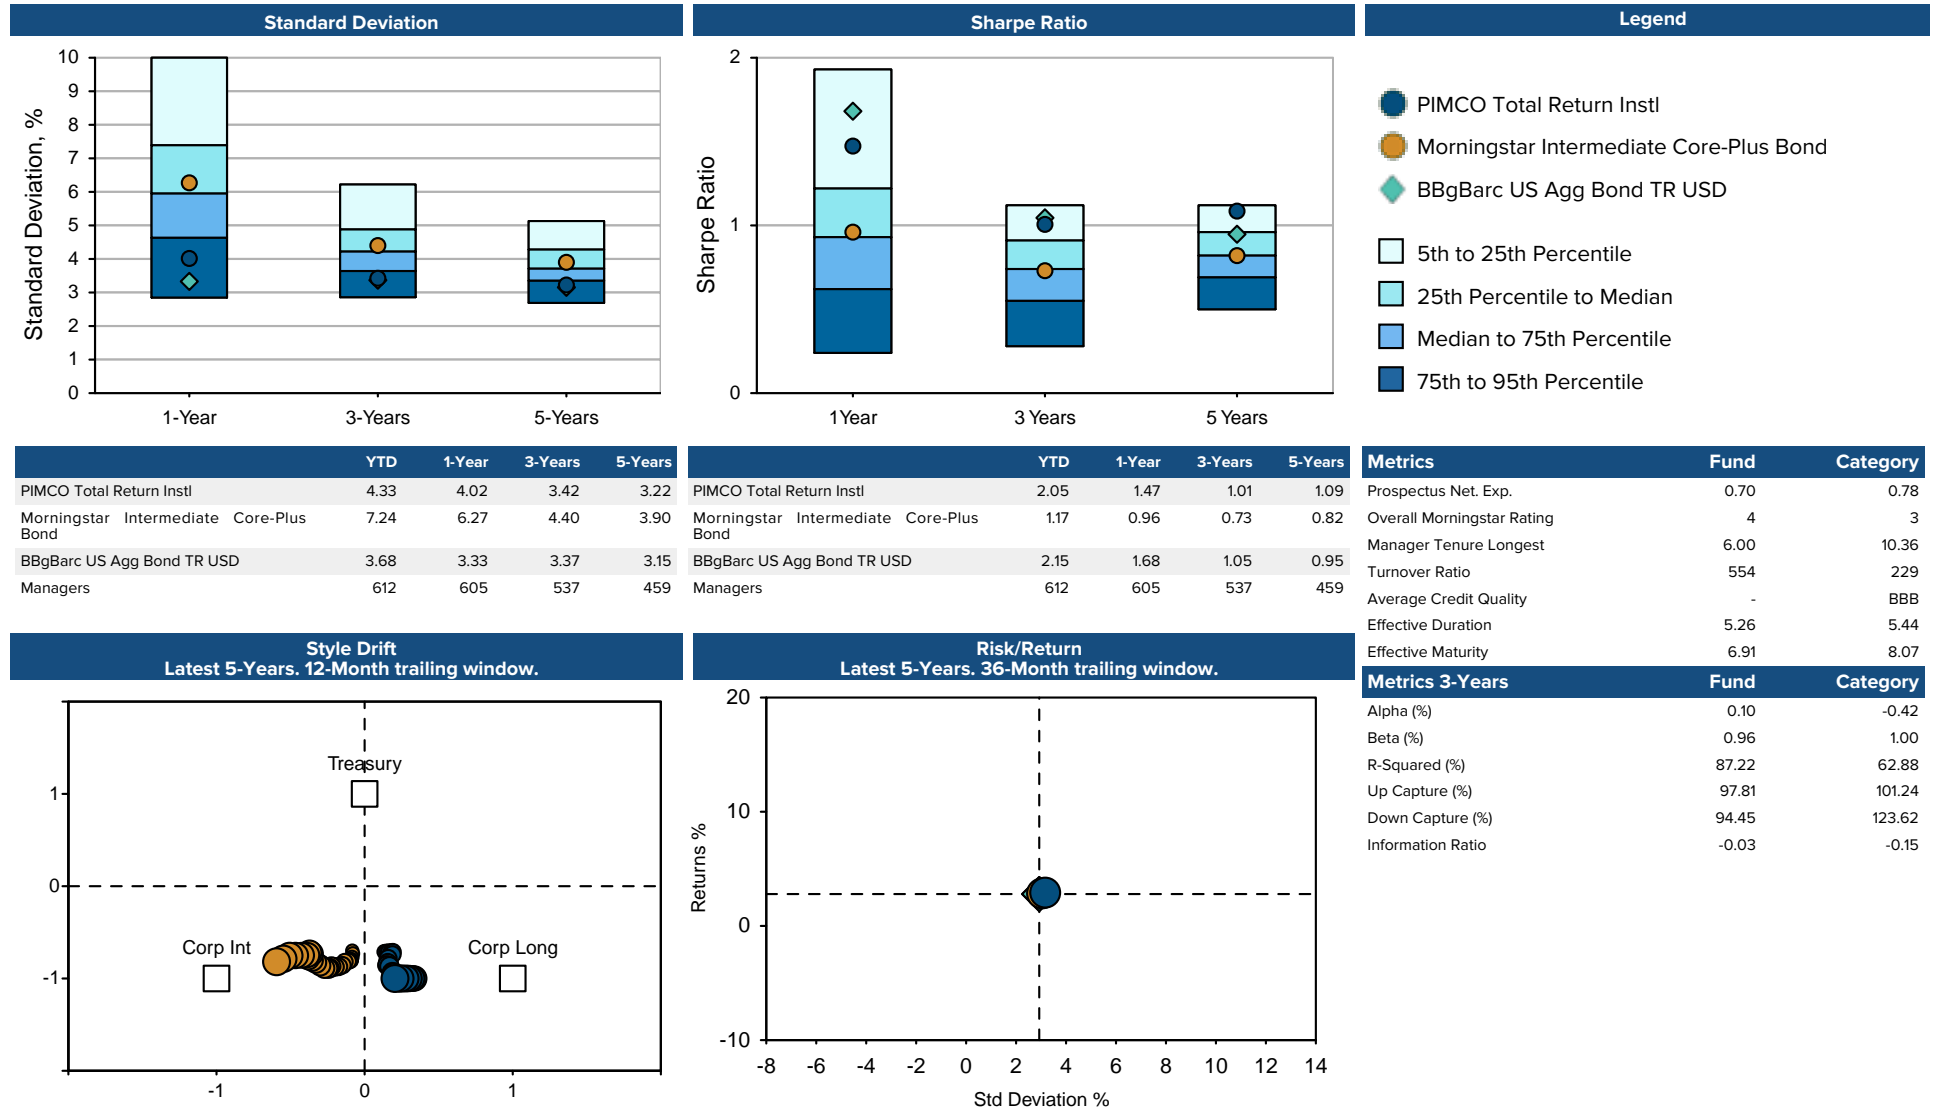 Standard Deviation
10
9
8
7
6
5
4
3
2
1
0
Standard Deviation, %
1-Year
3-Years
5-Years
Sharpe Ratio
2
1
0
Sharpe Ratio
1 Year
3 Years
5 Years
Legend
PIMCO Total Return Instl
Morningstar Intermediate Core-Plus Bond
BBgBarc US Agg Bond TR USD
5th to 25th Percentile
25th Percentile to Median
Median to 75th Percentile
75th to 95th Percentile
YTD 1-Year 3-Years 5-Years
PIMCO Total Return Instl 4.33 4.02 3.42 3.22
Morningstar Intermediate Core-Plus 7.24 6.27 4.40 3.90
Bond
BBgBarc US Agg Bond TR USD 3.68 3.33 3.37 3.15
Managers 612 605 537 459
YTD 1-Year 3-Years 5-Years
PIMCO Total Return Instl 2.05 1.47 1.01 1.09
Morningstar Intermediate Core-Plus 1.17 0.96 0.73 0.82
Bond
BBgBarc US Agg Bond TR USD 2.15 1.68 1.05 0.95
Managers 612 605 537 459
Metrics Fund Category
Prospectus Net. Exp. 0.70 0.78
Overall Morningstar Rating 4 3
Manager Tenure Longest 6.00 10.36
Turnover Ratio 554 229
Average Credit Quality - BBB
Effective Duration 5.26 5.44
Effective Maturity 6.91 8.07
Metrics 3-Years Fund Category
Alpha (%) 0.10 -0.42
Beta (%) 0.96 1.00
R-Squared (%) 87.22 62.88
Up Capture (%) 97.81 101.24
Down Capture (%) 94.45 123.62
Information Ratio -0.03 -0.15
Style Drift
Latest 5-Years. 12-Month trailing window.
Treasury
1
0
Corp Int Corp Long
-1
-1 0 1
Risk/Return
Latest 5-Years. 36-Month trailing window.
20
10
0
-10
Returns %
-8 -6 -4 -2 0 2 4 6 8 10 12 14
Std Deviation %